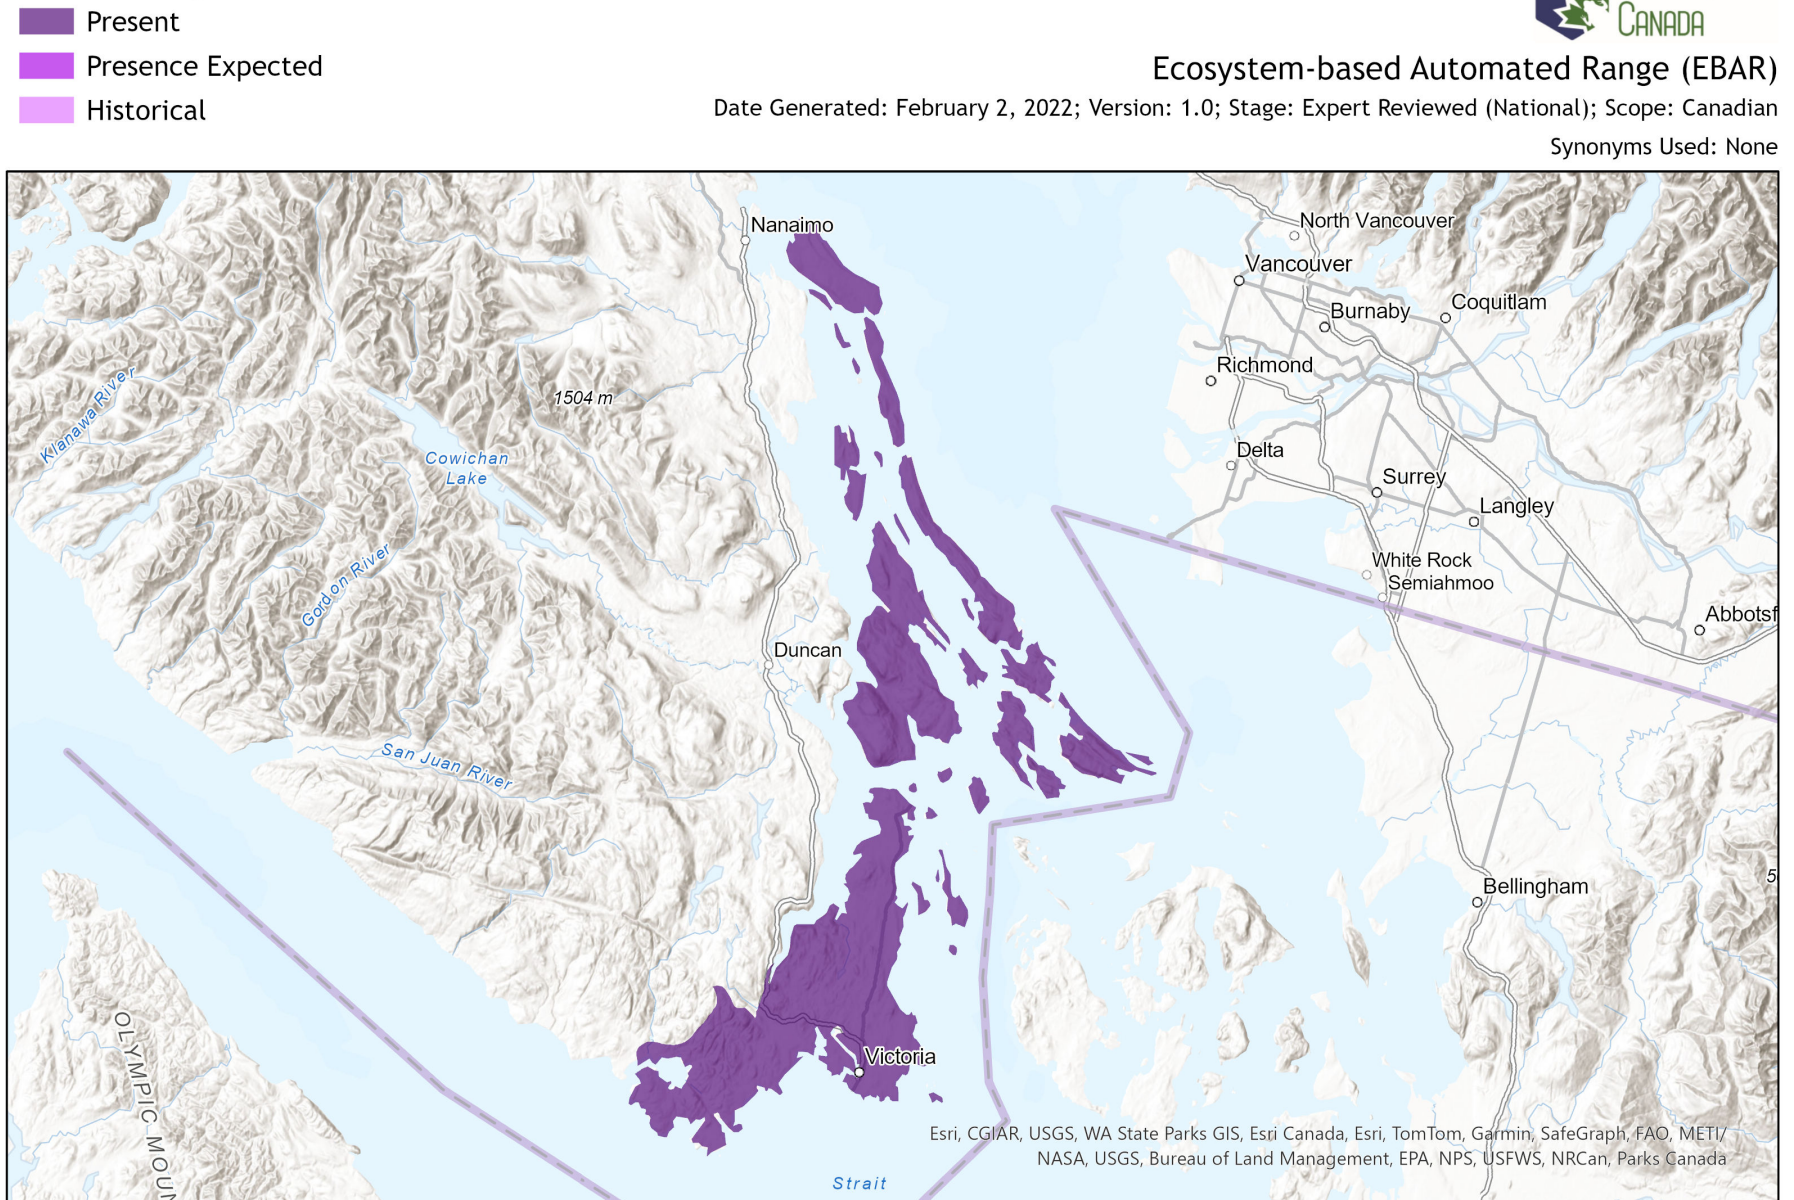 Present
Presence Expected
Historical
CANADA
Ecosystem-based Automated Range (EBAR)
Date Generated: February 2, 2022; Version: 1.0; Stage: Expert Reviewed (National); Scope: Canadian
Synonyms Used: None
Nanaimo
North Vancouver
Vancouver
Coquitlam
Burnaby
Richmond
Klanawa River
1504 m
Cowichan
Lake
Delta
Surrey
Langley
White Rock
Semiahmoo
Gordon River
Abbotsf
Duncan
San Juan River
Bellingham
5
OLYMPIC MOUN
Victoria
Esri, CGIAR, USGS, WA State Parks GIS, Esri Canada, Esri, TomTom, Garmin, SafeGraph, FAO, METI/
NASA, USGS, Bureau of Land Management, EPA, NPS, USFWS, NRCan, Parks Canada
Strait